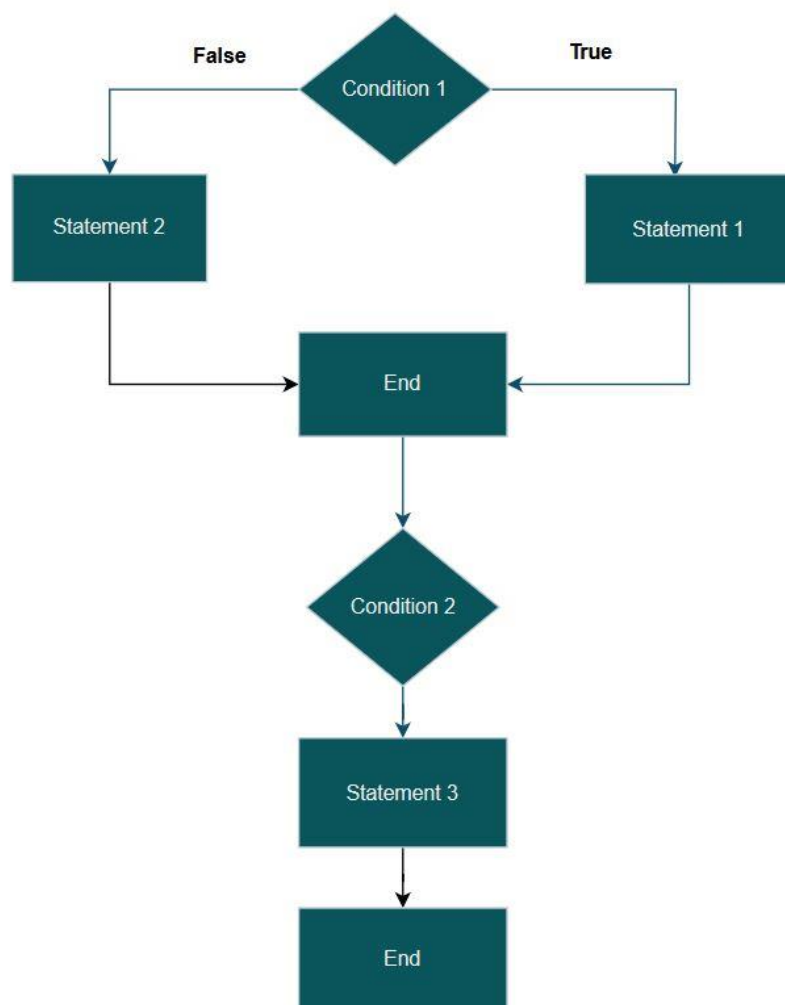 False
True
Condition 1
Statement 2
Statement 1
End
Condition 2
Statement 3
End